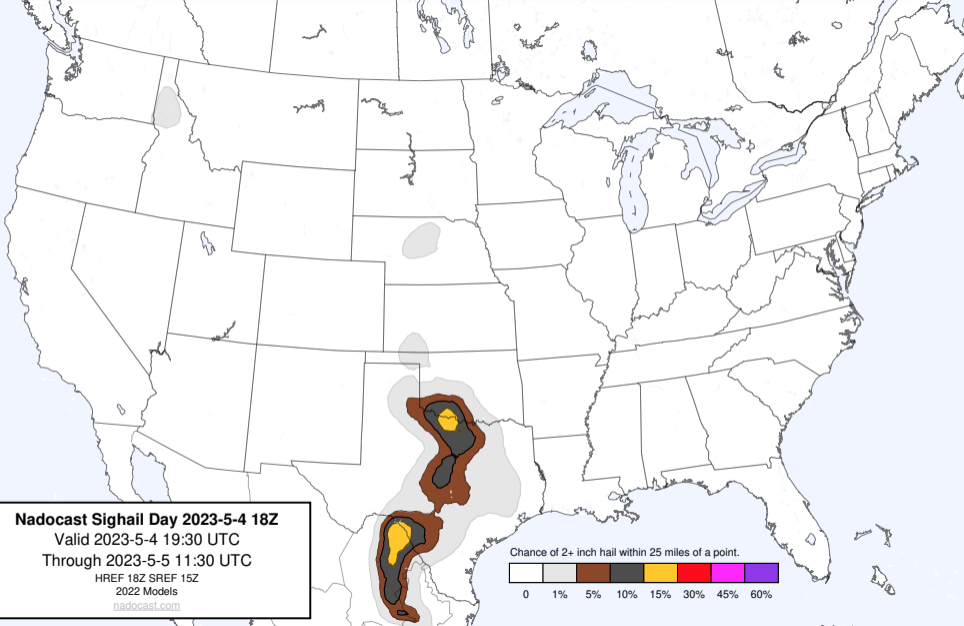 Nadocast Sighail Day 2023-5-4 18Z
Valid 2023-5-4 19:30 UTC
Through 2023-5-5 11:30 UTC
HREF 18Z SREF 15Z
2022 Models
nadocast.com
Chance of 2+ inch hail within 25 miles of a point.
0 1% 5% 10% 15% 30% 45% 60%